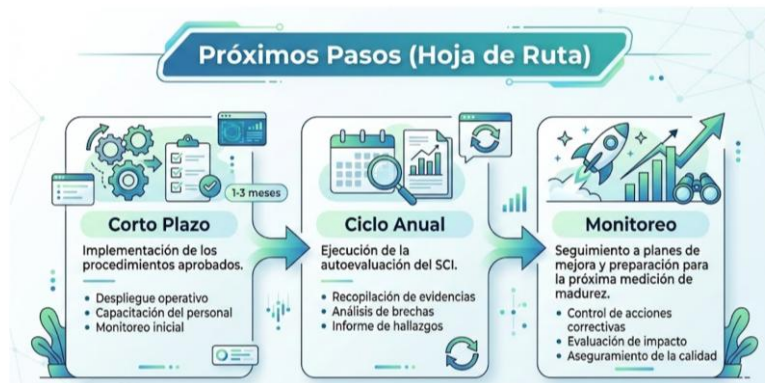 Próximos Pasos (Hoja de Ruta)
1-3 meses
Corto Plazo
Implementación de los
procedimientos aprobados.
• Despliegue operativo
• Capacitación del personal
• Monitoreo inicial
Ciclo Anual
Ejecución de la
autoevaluación del SCI.
• Recopilación de evidencias
• Análisis de brechas
• Informe de hallazgos
Monitoreo
Seguimiento a planes de
mejora y preparación para
la próxima medición de
madurez.
• Control de acciones
correctivas
• Evaluación de impacto
• Aseguramiento de la calidad